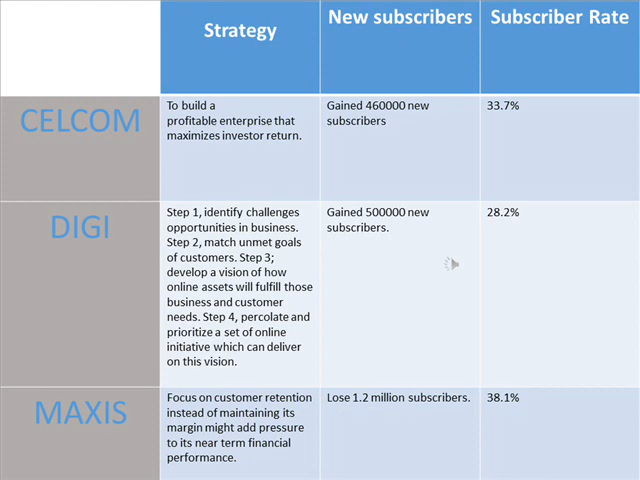 Strategy
New subscribers
Subscriber Rate
CELCOM
To build a
profitable enterprise that
maximizes investor return.
Gained 460000 new
subscribers
33.7%
DIGI
Step 1, identify challenges
opportunities in business.
Step 2, match unmet goals
of customers. Step 3;
develop a vision of how
online assets will fulfill those
business and customer
needs. Step 4, percolate and
prioritize a set of online
initiative which can deliver
on this vision.
Gained 500000 new
subscribers.
28.2%
MAXIS
Focus on customer retention
instead of maintaining its
margin might add pressure
to its near term financial
performance.
Lose 1.2 million subscribers.
38.1%